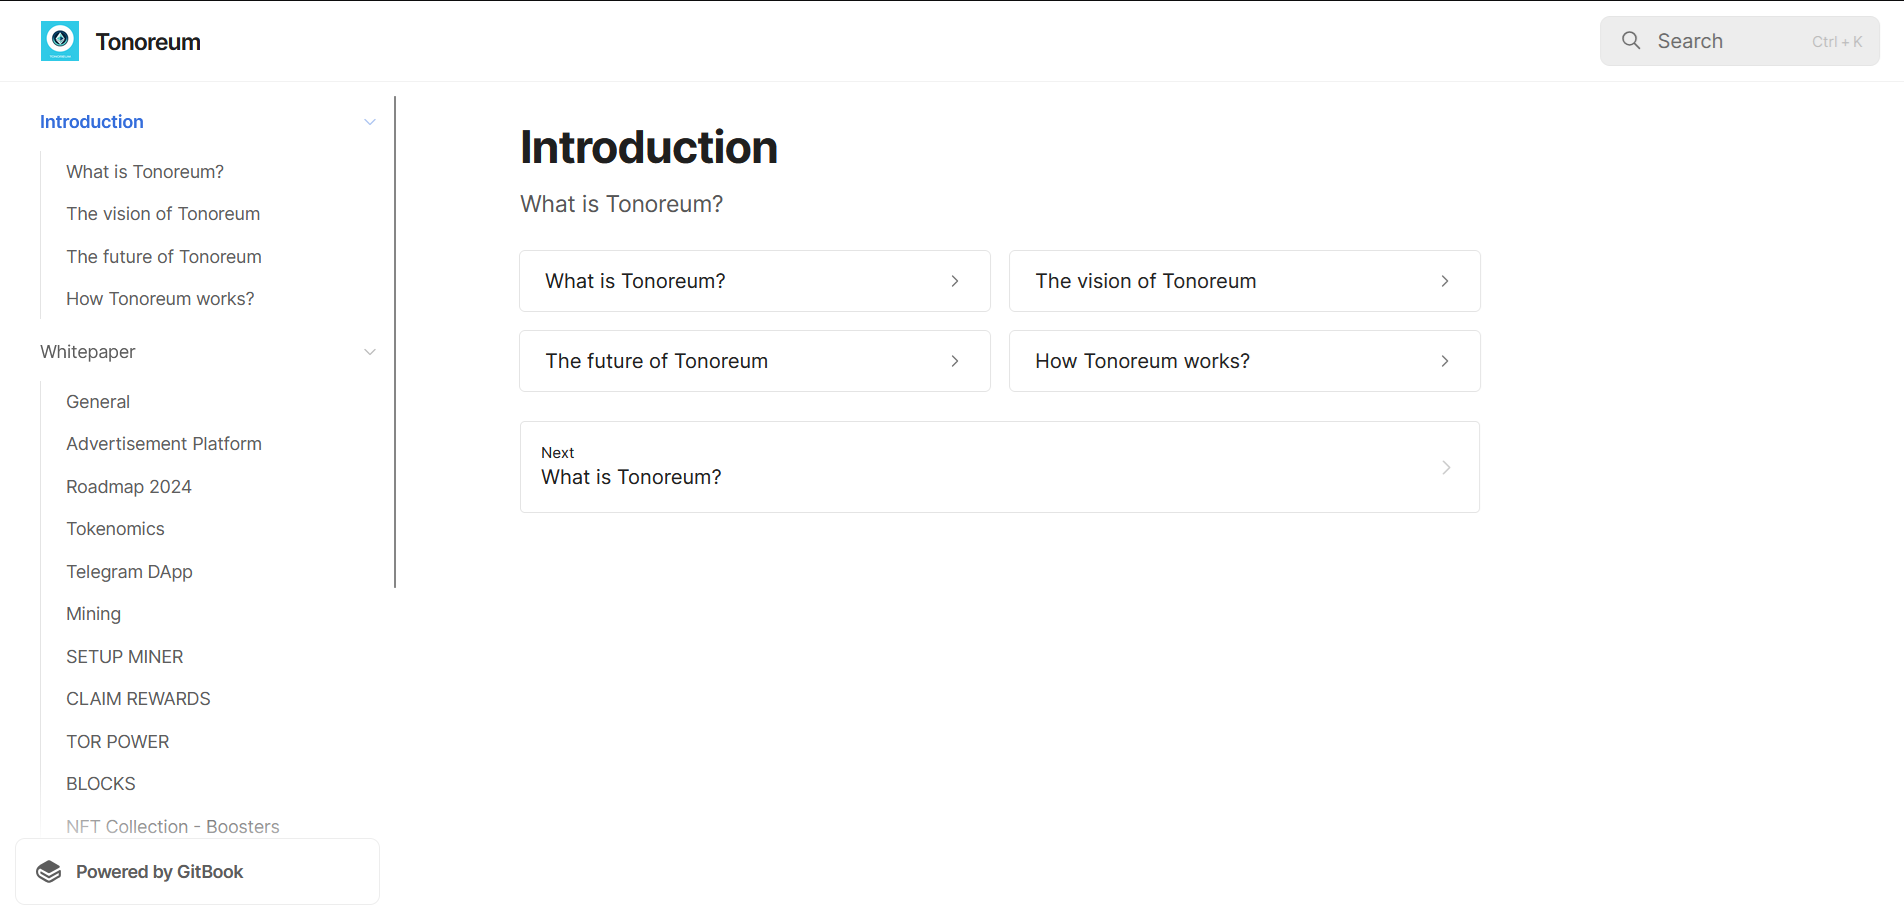 Tonoreum
Search
Ctrl + K
Introduction
What is Tonoreum?
The vision of Tonoreum
The future of Tonoreum
How Tonoreum works?
Whitepaper
General
Advertisement Platform
Roadmap 2024
Tokenomics
Telegram DApp
Mining
SETUP MINER
CLAIM REWARDS
TOR POWER
BLOCKS
NFT Collection - Boosters
Powered by GitBook
Introduction
What is Tonoreum?
What is Tonoreum?
The vision of Tonoreum
The future of Tonoreum
How Tonoreum works?
Next
What is Tonoreum?